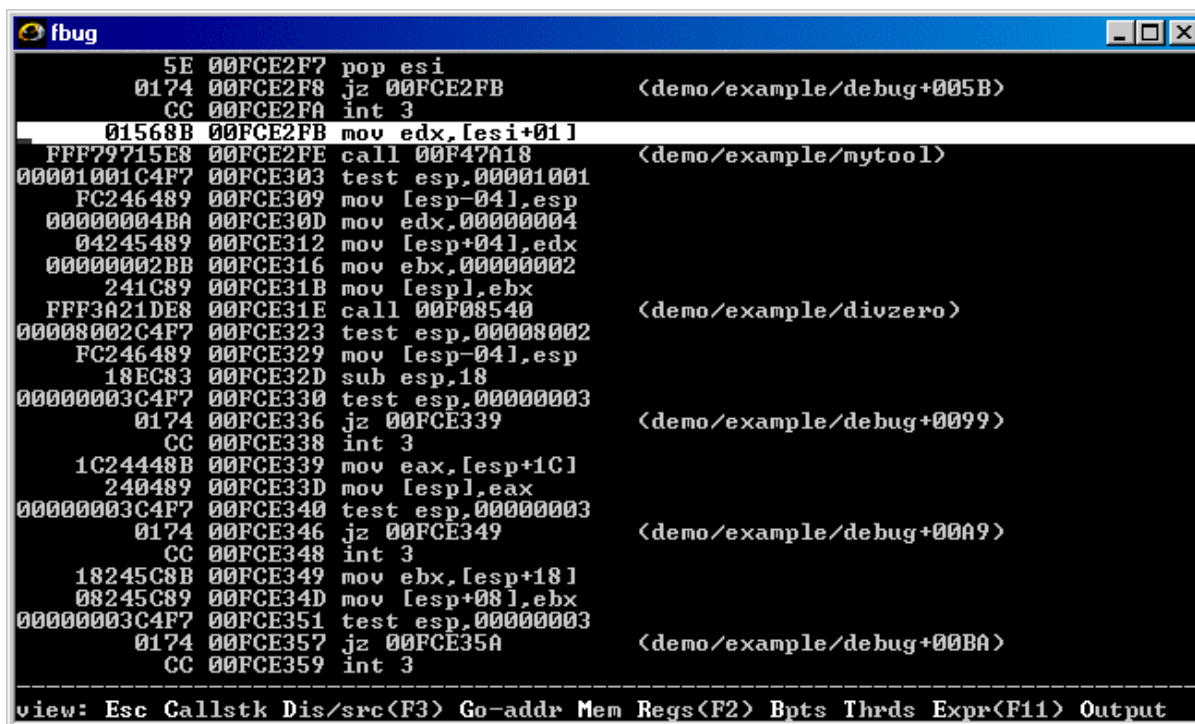 fbug
5E 00FCE2F7 pop esi
0174 00FCE2F8 jz 00FCE2FB (demo/example/debug+005B)
CC 00FCE2FA int 3
01568B 00FCE2FB mov edx,[esi+01]
FFF79715E8 00FCE2FE call 00F47A18 (demo/example/mytool)
00001001C4F7 00FCE303 test esp,00001001
FC246489 00FCE309 mov [esp-04],esp
00000004BA 00FCE30D mov edx,00000004
04245489 00FCE312 mov [esp+04],edx
00000002BB 00FCE316 mov ebx,00000002
241C89 00FCE31B mov [esp],ebx
FFF3A21DE8 00FCE31E call 00F08540 (demo/example/divzero)
00008002C4F7 00FCE323 test esp,00008002
FC246489 00FCE329 mov [esp-04],esp
18EC83 00FCE32D sub esp,18
00000003C4F7 00FCE330 test esp,00000003
0174 00FCE336 jz 00FCE339 (demo/example/debug+0099)
CC 00FCE338 int 3
1C24448B 00FCE339 mov eax,[esp+1C]
240489 00FCE33D mov [esp],eax
00000003C4F7 00FCE340 test esp,00000003
0174 00FCE346 jz 00FCE349 (demo/example/debug+00A9)
CC 00FCE348 int 3
18245C8B 00FCE349 mov ebx,[esp+18]
08245C89 00FCE34D mov [esp+08],ebx
00000003C4F7 00FCE351 test esp,00000003
0174 00FCE357 jz 00FCE35A (demo/example/debug+00BA)
CC 00FCE359 int 3
view: Esc Callstk Dis/src(F3) Go-addr Mem Regs(F2) Bpts Thrds Expr(F11) Output